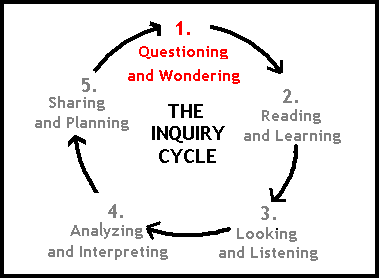 1.
Questioning
and Wondering
2.
Reading
and Learning
3.
Looking
and Listening
4.
Analyzing
and Interpreting
5.
Sharing
and Planning
THE
INQUIRY
CYCLE